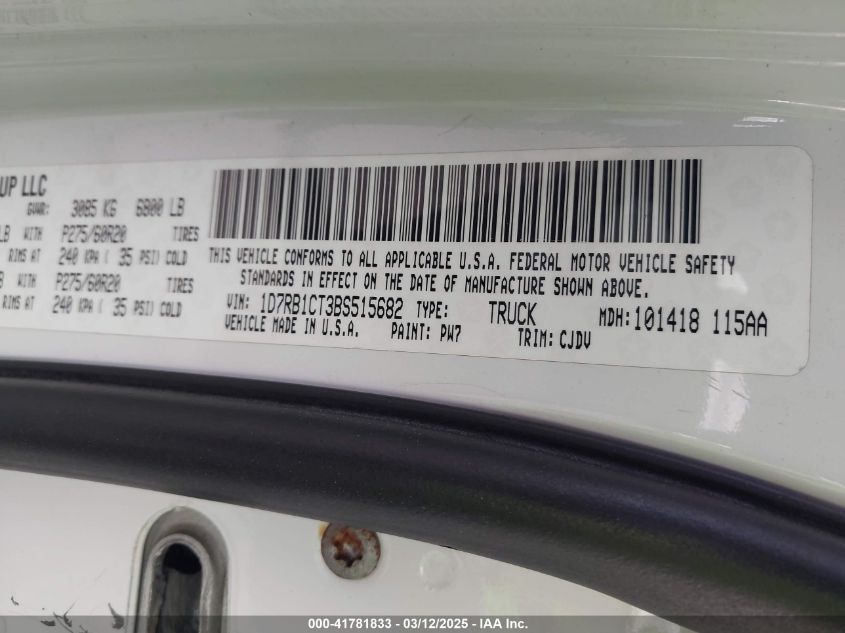 UP LLC
GVWR: 3085 KG 6800 LB
LB WITH P275/60R20 TIRES
RIMS AT 240 KPA ( 35 PSI) COLD
B WITH P275/60R20 TIRES
RIMS AT 240 KPA ( 35 PSI) COLD
THIS VEHICLE CONFORMS TO ALL APPLICABLE U.S.A. FEDERAL MOTOR VEHICLE SAFETY
STANDARDS IN EFFECT ON THE DATE OF MANUFACTURE SHOWN ABOVE.
VIN: 1D7RB1CT3BS515682 TYPE: TRUCK MDH:101418 115AA
VEHICLE MADE IN U.S.A. PAINT: PW7 TRIM: CJDV
000-41781833 - 03/12/2025 - IAA Inc.